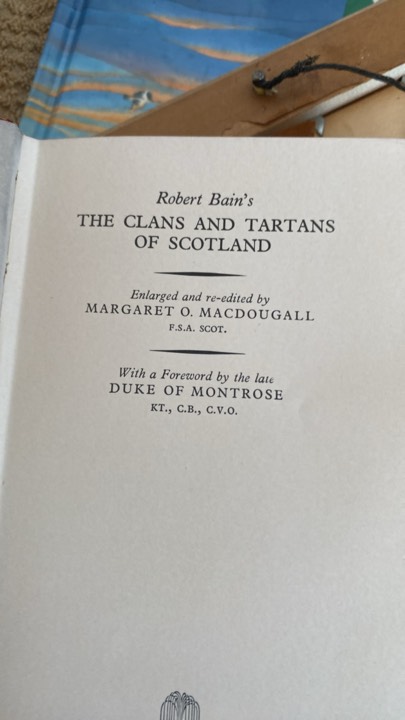 Robert Bain's
THE CLANS AND TARTANS
OF SCOTLAND
Enlarged and re-edited by
MARGARET O. MACDOUGALL
F.S.A. SCOT.
With a Foreword by the late
DUKE OF MONTROSE
KT., C.B., C.V.O.